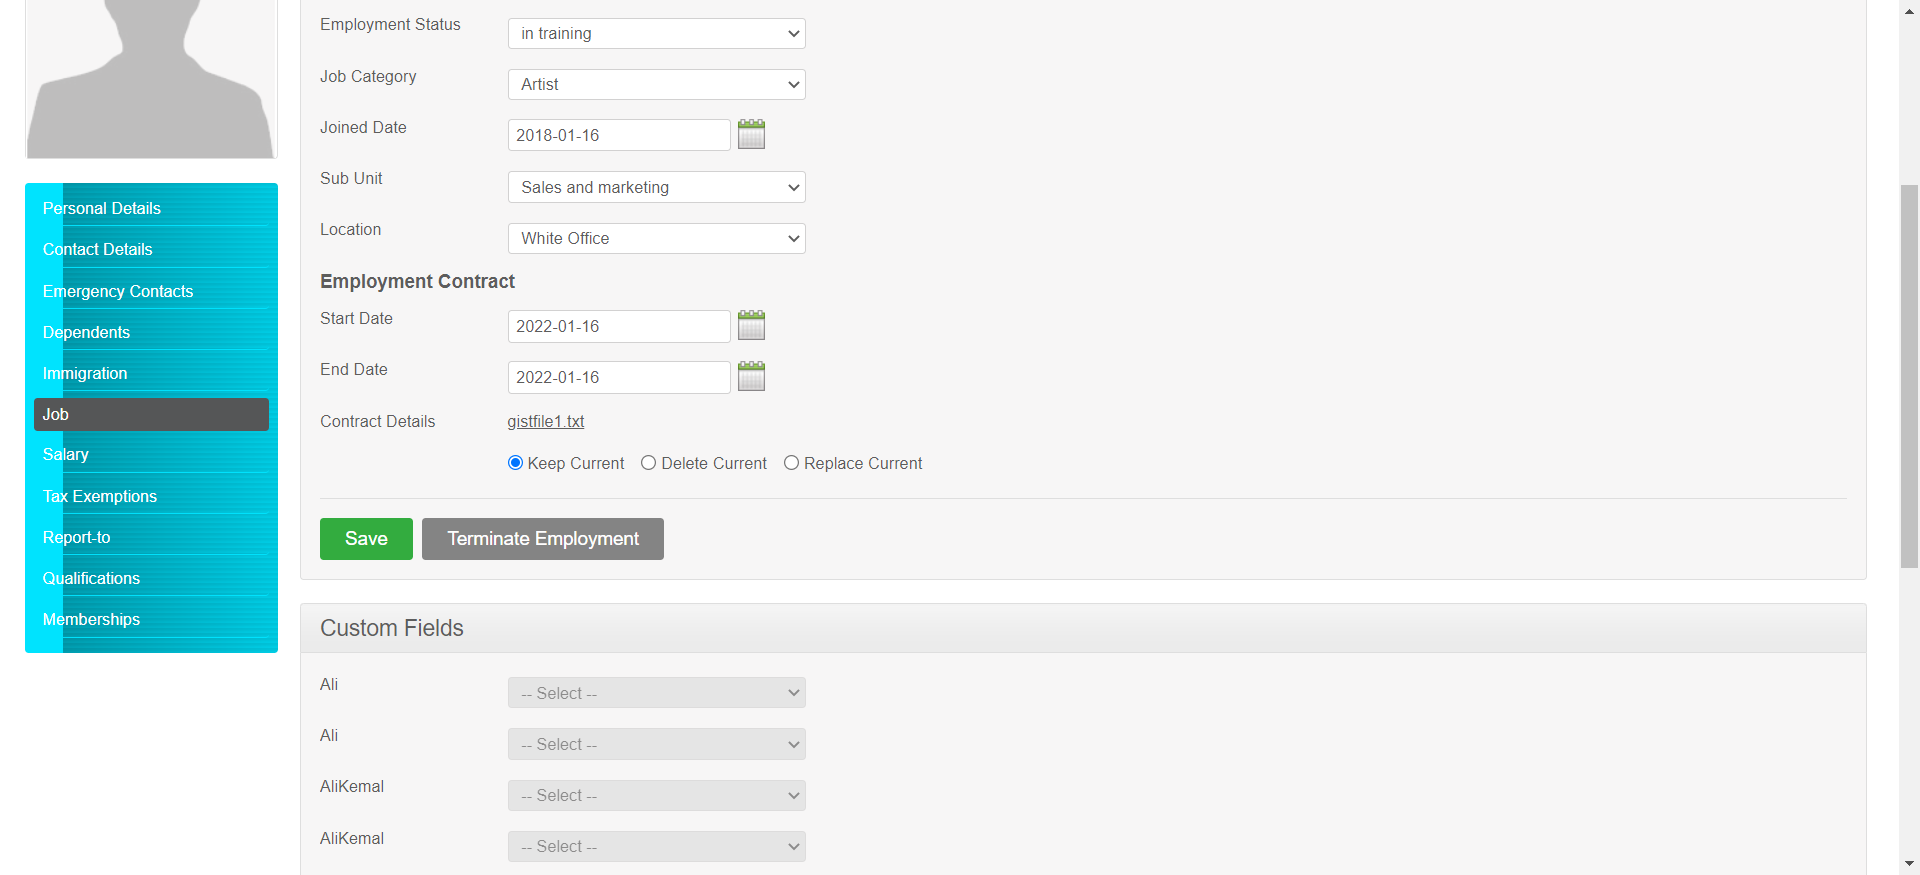 Employment Status
in training
Job Category
Artist
Joined Date
2018-01-16
Sub Unit
Sales and marketing
Location
White Office
Employment Contract
Start Date
2022-01-16
End Date
2022-01-16
Contract Details
gistfile1.txt
Keep Current Delete Current Replace Current
Save Terminate Employment
Personal Details
Contact Details
Emergency Contacts
Dependents
Immigration
Job
Salary
Tax Exemptions
Report-to
Qualifications
Memberships
Custom Fields
Ali
-- Select --
Ali
-- Select --
AliKemal
-- Select --
AliKemal
-- Select --